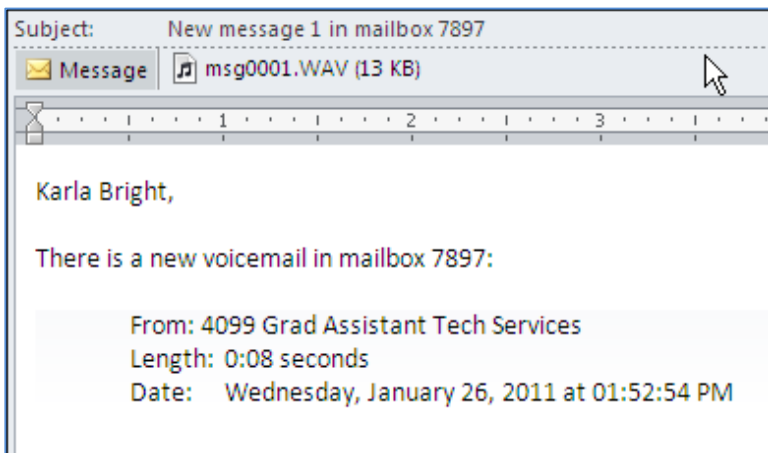 Subject: New message 1 in mailbox 7897
Message msg0001.WAV (13 KB)
1 2 3
Karla Bright,
There is a new voicemail in mailbox 7897:
From: 4099 Grad Assistant Tech Services
Length: 0:08 seconds
Date: Wednesday, January 26, 2011 at 01:52:54 PM